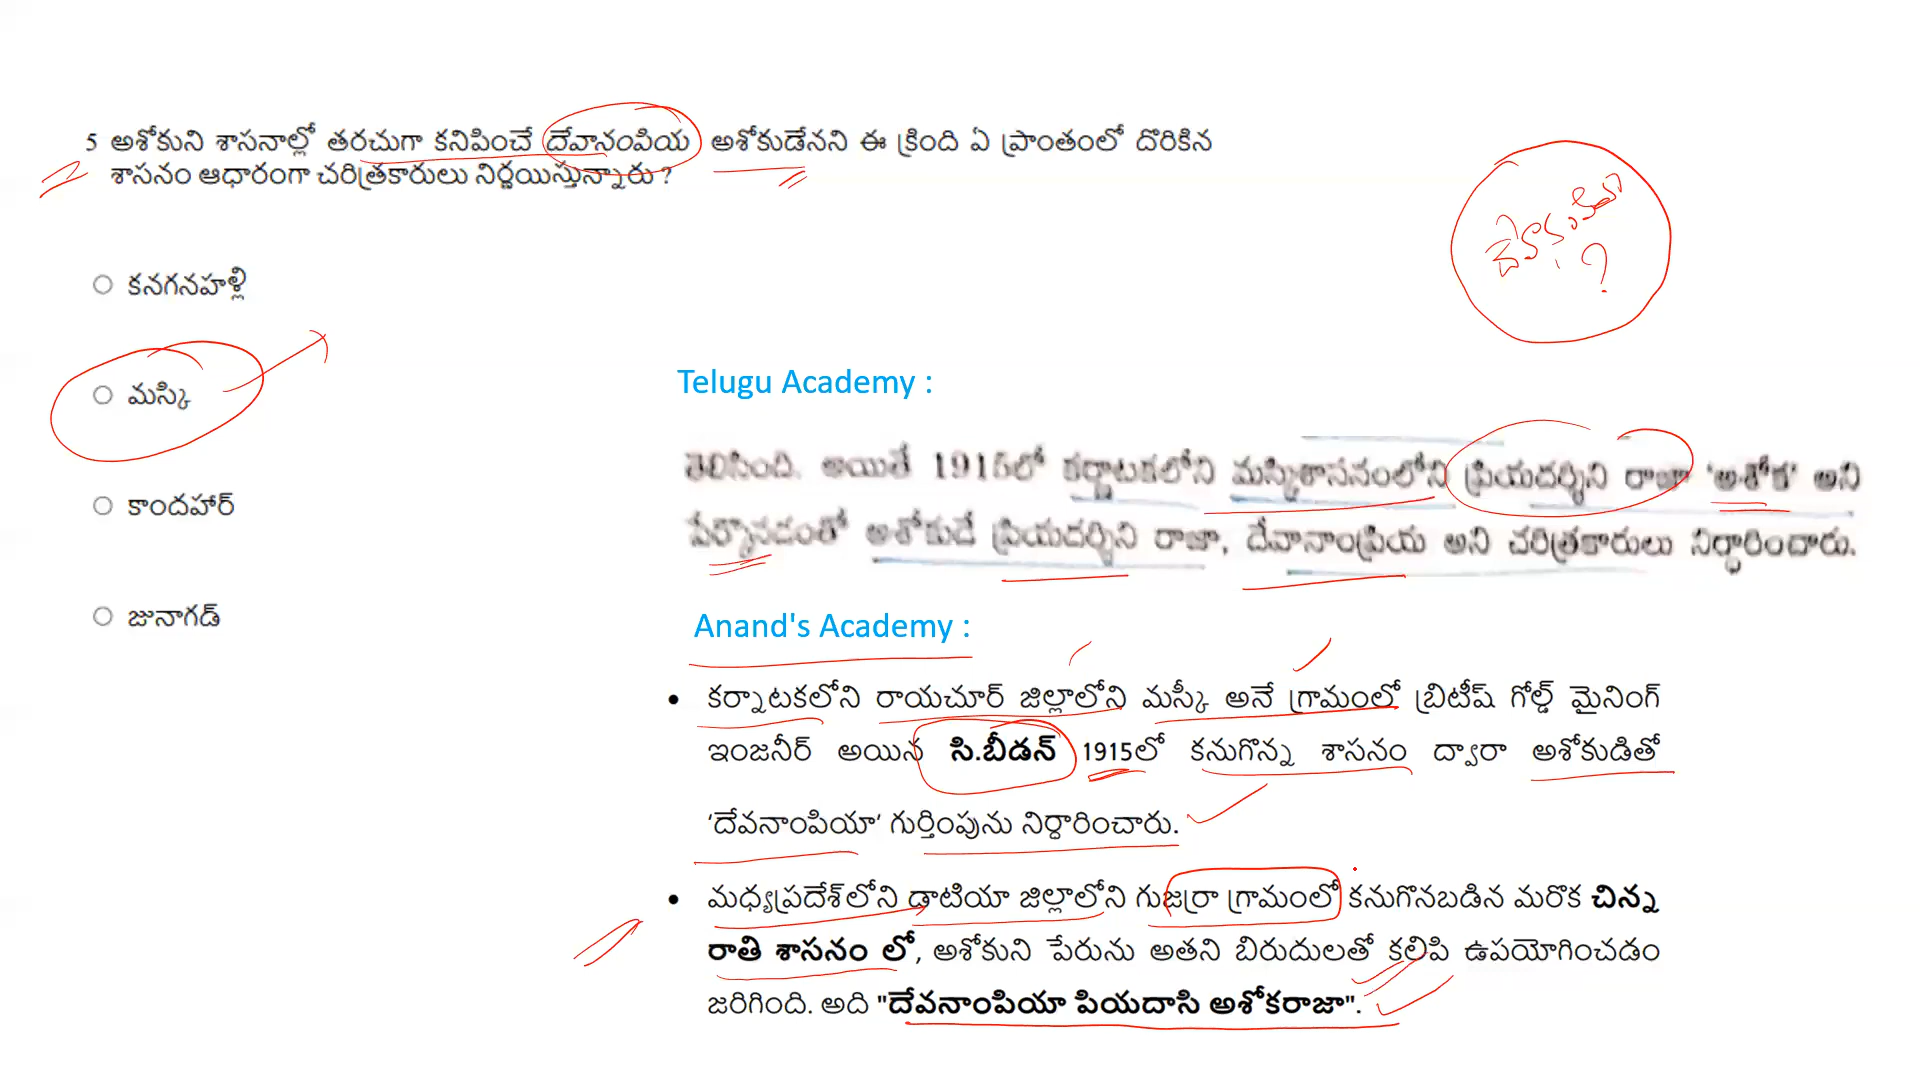 5 అశోకుని శాసనాల్లో తరచుగా కనిపించే దేవానంపియ అశోకుడేనని ఈ క్రింది ఏ ప్రాంతంలో దొరికిన
శాసనం ఆధారంగా చరిత్రకారులు నిర్ణయిస్తున్నారు ?
కనగనహళ్లి
మస్కి
కాందహార్
జునాగడ్
Telugu Academy :
తెలిసింది. అయితే 1915లో కర్ణాటకలోని మస్కిశాసనంలోని ప్రియదర్శిని రాజా 'అశోక' అని
పేర్కొనడంతో అశోకుడే ప్రియదర్శిని రాజా, దేవానాంప్రియ అని చరిత్రకారులు నిర్ధారించారు.
Anand's Academy :
• కర్నాటకలోని రాయచూర్ జిల్లాలోని మస్కీ అనే గ్రామంలో బ్రిటీష్ గోల్డ్ మైనింగ్
ఇంజనీర్ అయిన సి.బీడన్ 1915లో కనుగొన్న శాసనం ద్వారా అశోకుడితో
'దేవనాంపియా' గుర్తింపును నిర్ధారించారు.
• మధ్యప్రదేశ్‌లోని డాటియా జిల్లాలోని గుజర్రా గ్రామంలో కనుగొనబడిన మరొక చిన్న
రాతి శాసనం లో, అశోకుని పేరును అతని బిరుదులతో కలిపి ఉపయోగించడం
జరిగింది. అది "దేవనాంపియా పియదాసి అశోకరాజా".